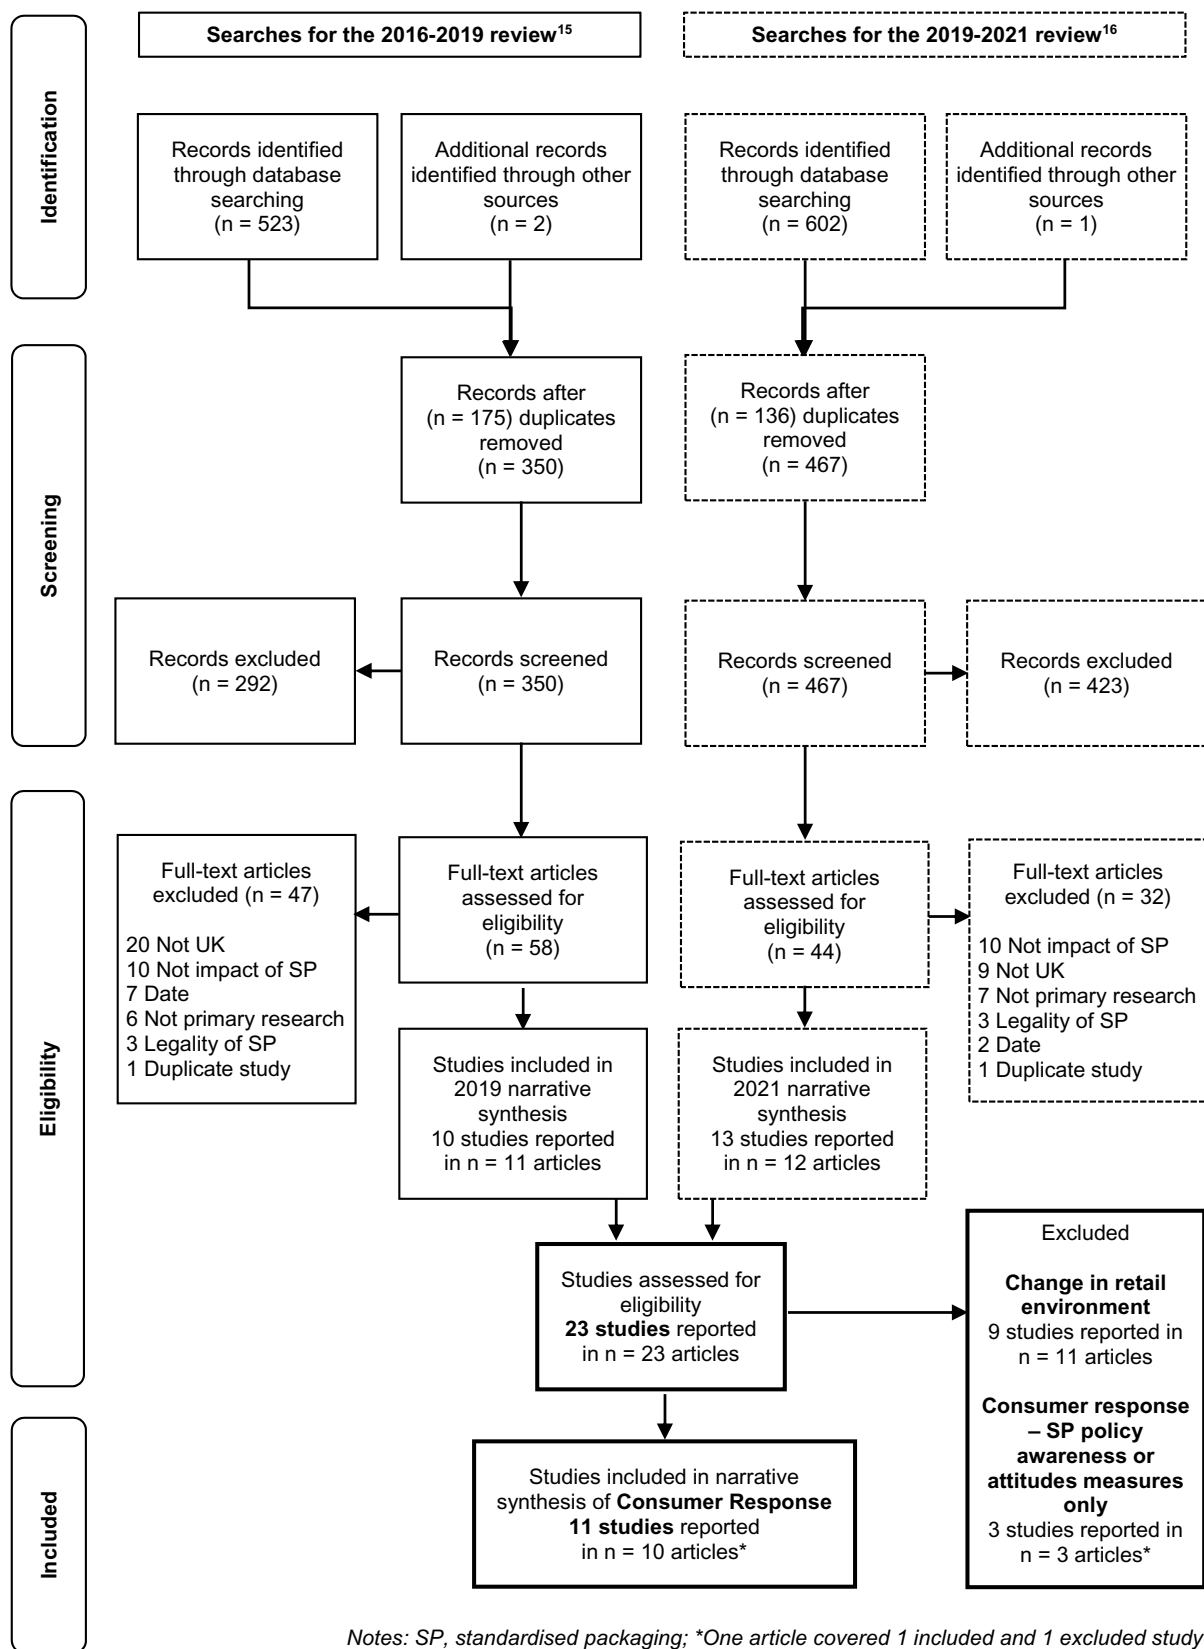 Searches for the 2016-2019 review15
Searches for the 2019-2021 review16
Identification
Records identified
through database
searching
(n = 523)
Additional records
identified through other
sources
(n = 2)
Records identified
through database
searching
(n = 602)
Additional records
identified through other
sources
(n = 1)
Screening
Records after
(n = 175) duplicates
removed
(n = 350)
Records after
(n = 136) duplicates
removed
(n = 467)
Records excluded
(n = 292)
Records screened
(n = 350)
Records screened
(n = 467)
Records excluded
(n = 423)
Eligibility
Full-text articles
excluded (n = 47)
20 Not UK
10 Not impact of SP
7 Date
6 Not primary research
3 Legality of SP
1 Duplicate study
Full-text articles
assessed for
eligibility
(n = 58)
Full-text articles
assessed for
eligibility
(n = 44)
Full-text articles
excluded (n = 32)
10 Not impact of SP
9 Not UK
7 Not primary research
3 Legality of SP
2 Date
1 Duplicate study
Studies included in
2019 narrative
synthesis
10 studies reported
in n = 11 articles
Studies included in
2021 narrative
synthesis
13 studies reported
in n = 12 articles
Studies assessed for
eligibility
23 studies reported
in n = 23 articles
Excluded
Change in retail
environment
9 studies reported in
n = 11 articles
Consumer response
– SP policy
awareness or
attitudes measures
only
3 studies reported in
n = 3 articles*
Included
Studies included in narrative
synthesis of Consumer Response
11 studies reported
in n = 10 articles*
Notes: SP, standardised packaging; *One article covered 1 included and 1 excluded study